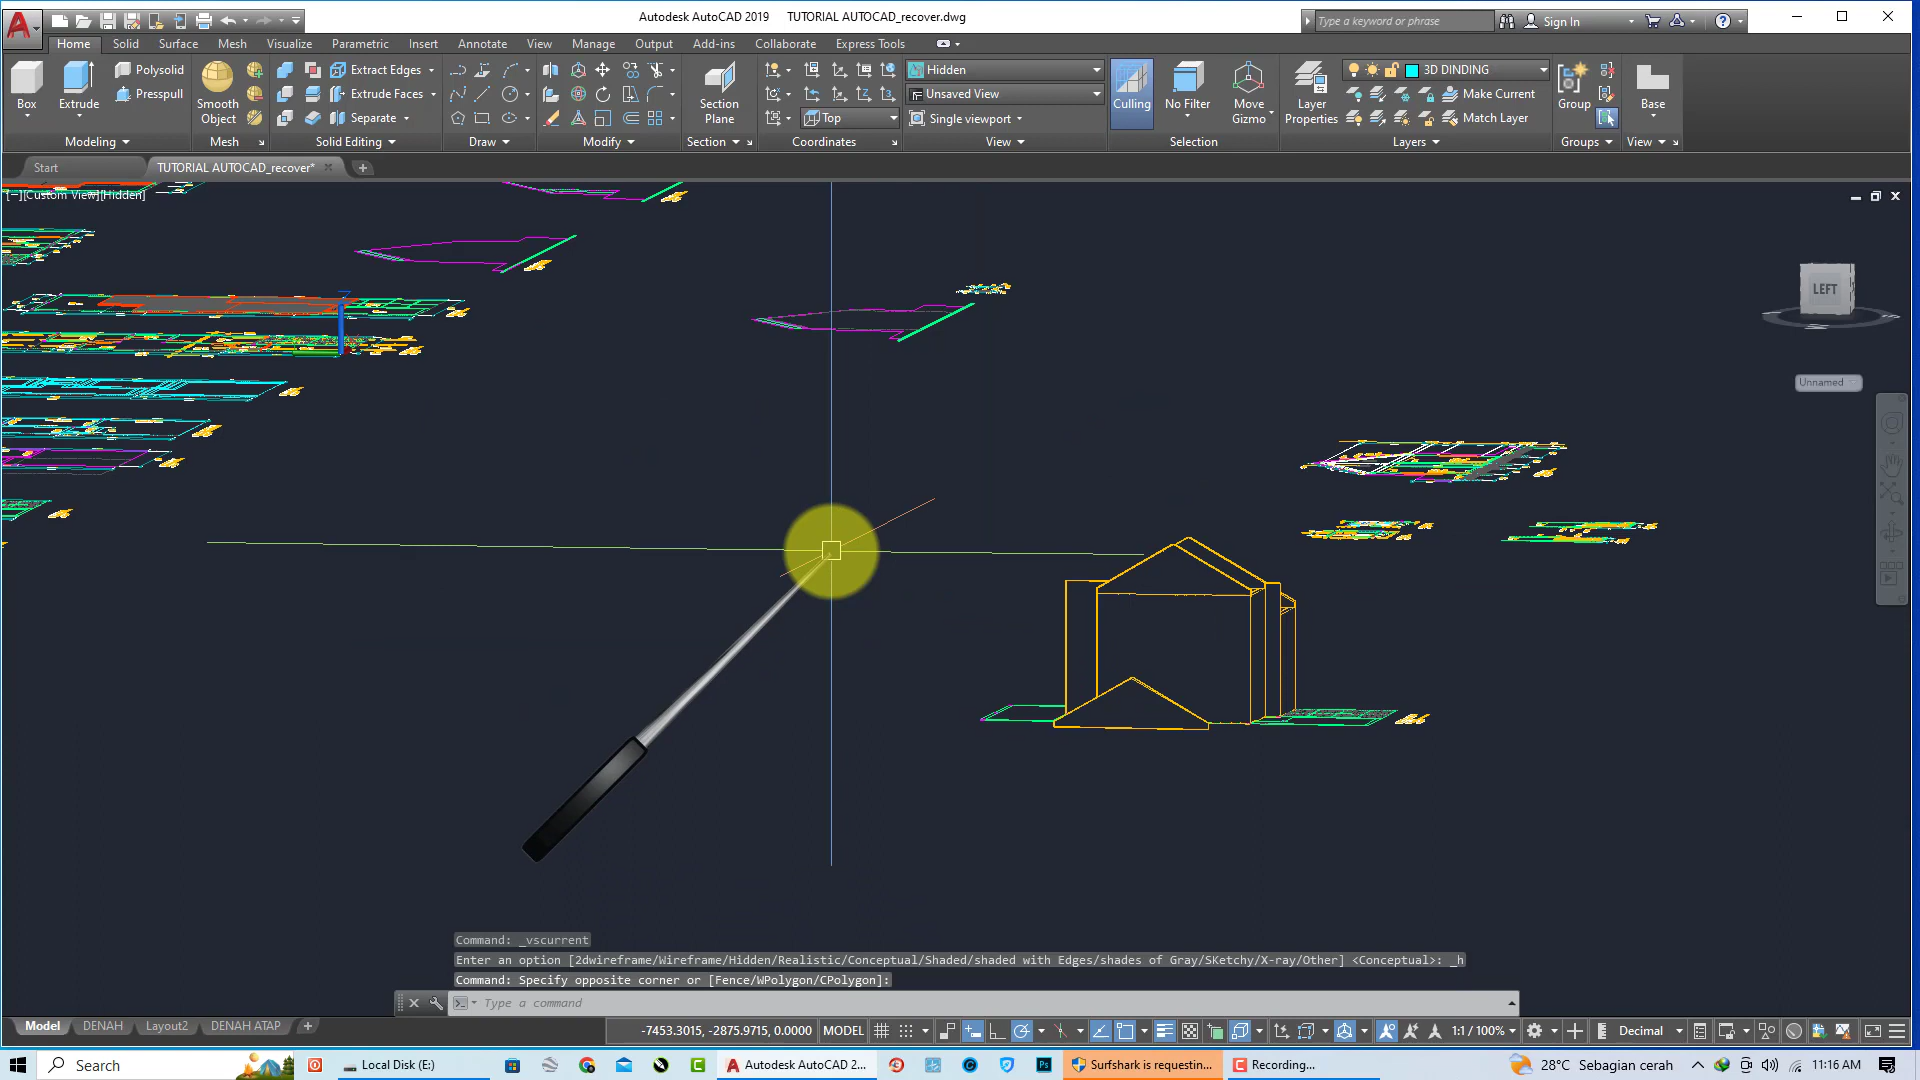 Autodesk AutoCAD 2019 TUTORIAL AUTOCAD_recover.dwg
Type a keyword or phrase
Sign In
Home Solid Surface Mesh Visualize Parametric Insert Annotate View Manage Output Add-ins Collaborate Express Tools
Box
Extrude
Polysolid
Presspull
Modeling
Smooth
Object
Mesh
Extract Edges
Extrude Faces
Separate
Solid Editing
Draw
Modify
Section
Plane
Section
Top
Coordinates
Hidden
Unsaved View
Single viewport
View
Culling
No Filter
Move
Gizmo
Selection
Layer
Properties
3D DINDING
Make Current
Match Layer
Layers
Group
Groups
Base
View
Start
TUTORIAL AUTOCAD_recover*
[−][Custom View][Hidden]
LEFT
Unnamed
Z
Command: _vscurrent
Enter an option [2dwireframe/Wireframe/Hidden/Realistic/Conceptual/Shaded/shaded with Edges/shades of Gray/SKetchy/X-ray/Other] <Conceptual>: _h
Command: Specify opposite corner or [Fence/WPolygon/CPolygon]:
Type a command
Model DENAH Layout2 DENAH ATAP
-7453.3015, -2875.9715, 0.0000 MODEL
1:1 / 100%
Decimal
Search
Local Disk (E:)
Autodesk AutoCAD 2...
Surfshark is requestin...
Recording...
28°C Sebagian cerah
11:16 AM